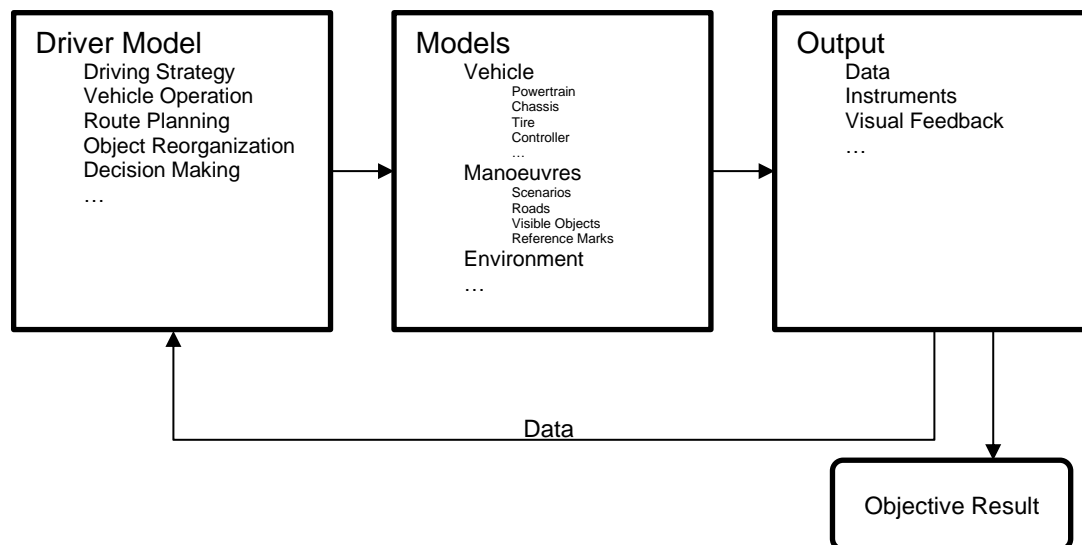 Driver Model
Driving Strategy
Vehicle Operation
Route Planning
Object Reorganization
Decision Making
…
Models
Vehicle
Powertrain
Chassis
Tire
Controller
…
Manoeuvres
Scenarios
Roads
Visible Objects
Reference Marks
Environment
…
Output
Data
Instruments
Visual Feedback
…
Data
Objective Result